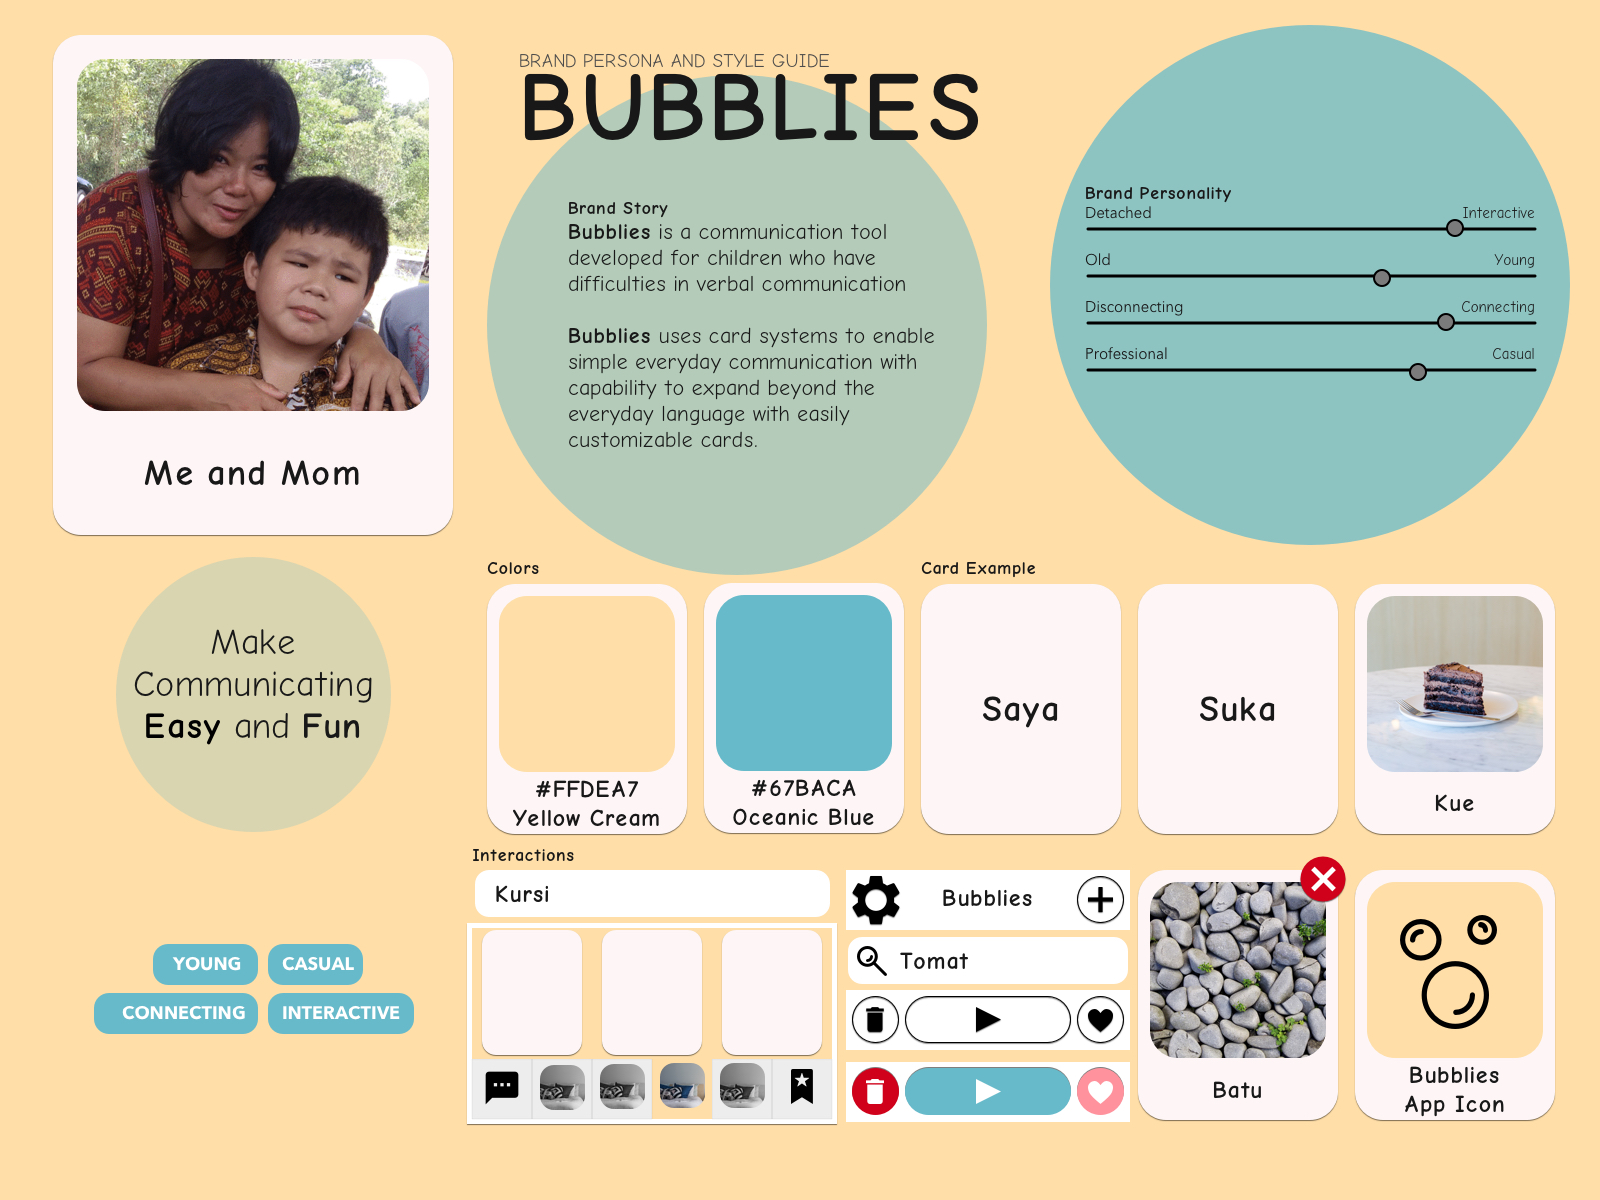 BRAND PERSONA AND STYLE GUIDE
BUBBLIES
Me and Mom
Brand Story
Bubblies is a communication tool
developed for children who have
difficulties in verbal communication
Bubblies uses card systems to enable
simple everyday communication with
capability to expand beyond the
everyday language with easily
customizable cards.
Brand Personality
Detached Interactive
Old Young
Disconnecting Connecting
Professional Casual
Make
Communicating
Easy and Fun
YOUNG CASUAL
CONNECTING INTERACTIVE
Colors
#FFDEA7
Yellow Cream
#67BACA
Oceanic Blue
Card Example
Saya
Suka
Kue
Interactions
Kursi
Bubblies
Tomat
Batu
Bubblies
App Icon